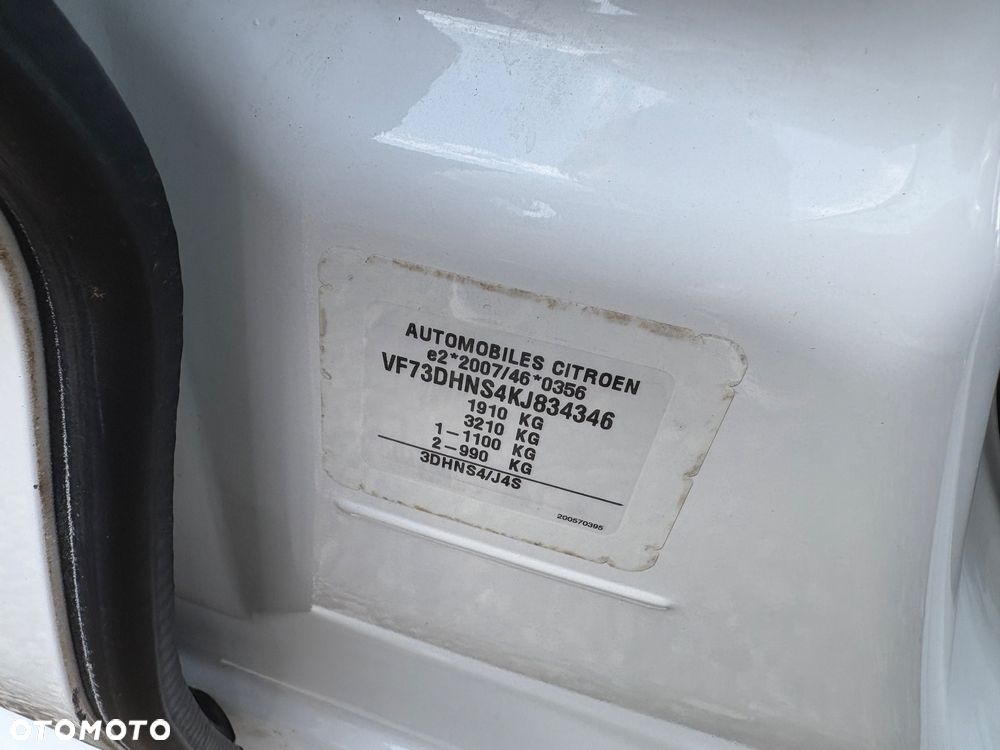 AUTOMOBILES CITROEN
e2*2007/46*0356
VF73DHNS4KJ834346
1910 KG
3210 KG
1-1100 KG
2-990 KG
3DHNS4/J4S
200570395
OTOMOTO